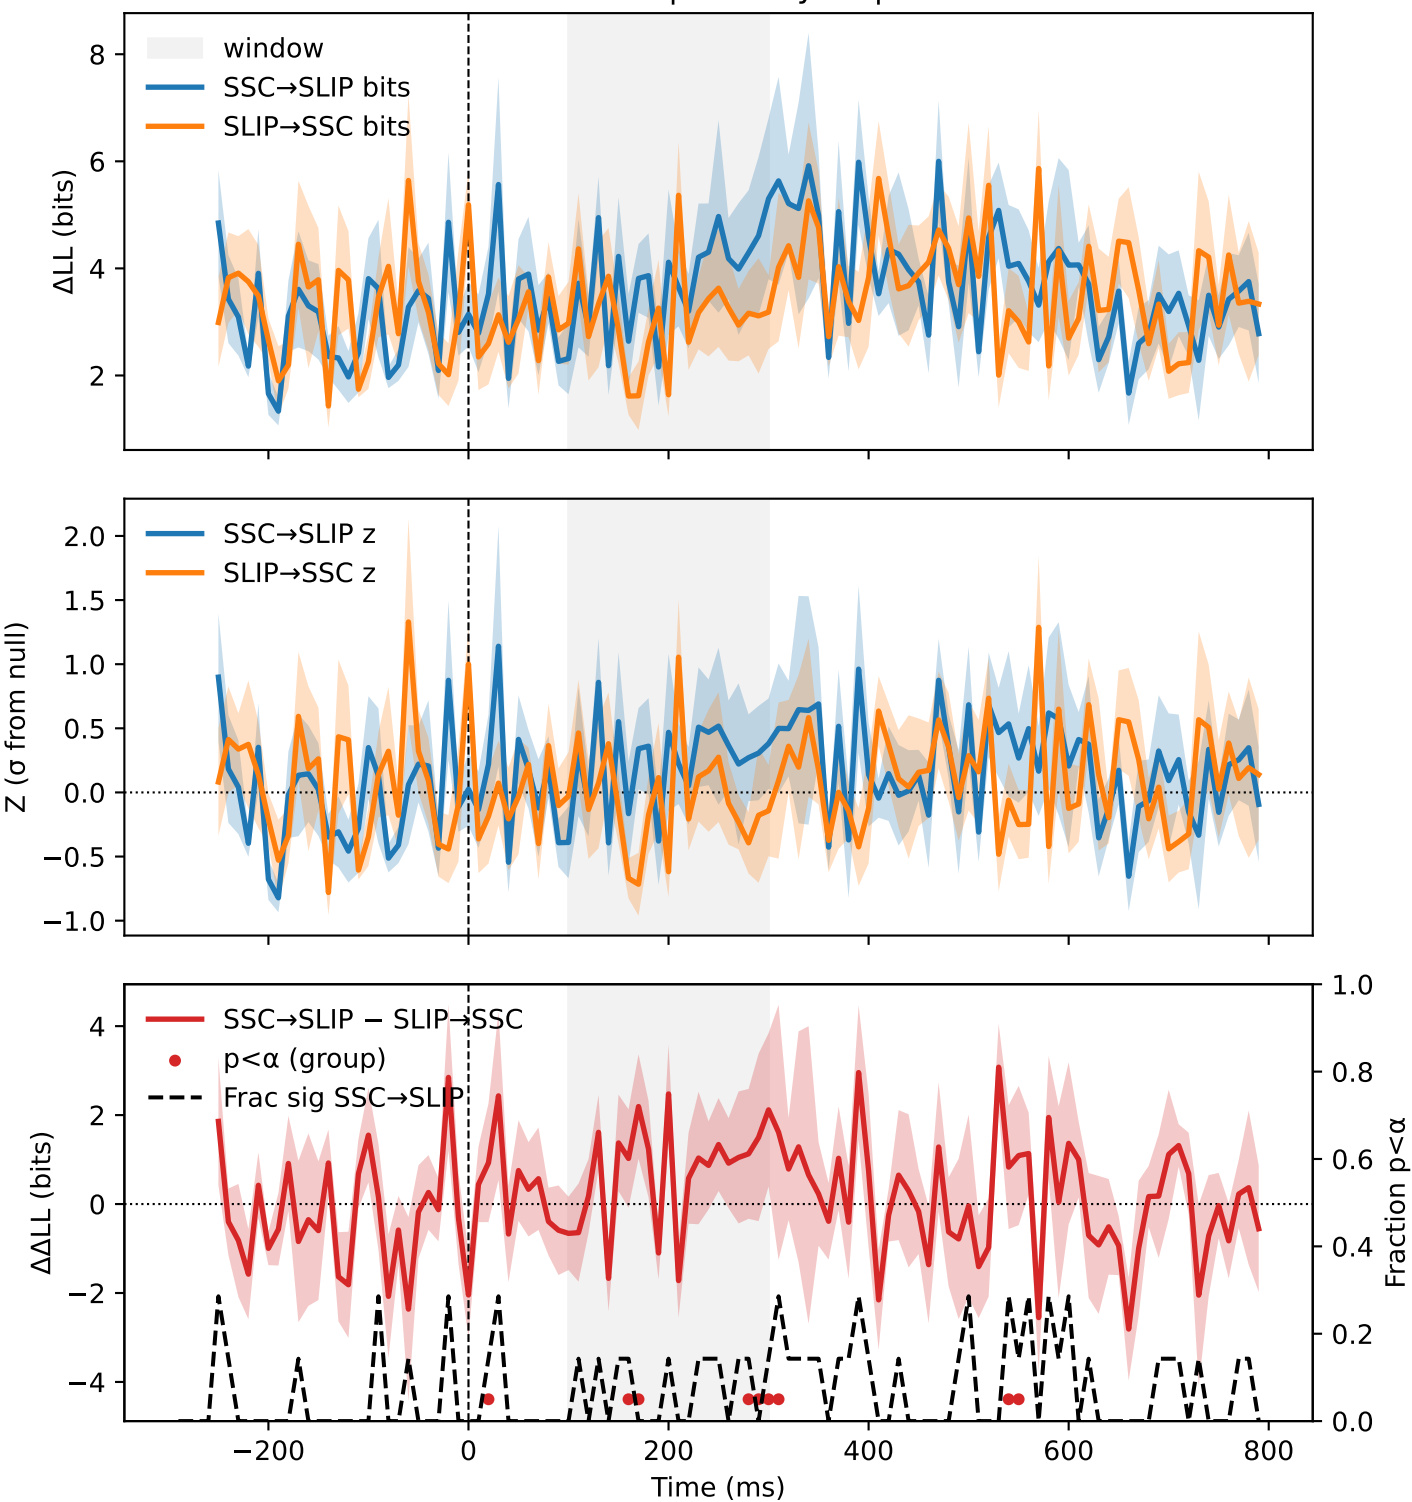 8
6
4
2
ΔLL (bits)
window
SSC→SLIP bits
SLIP→SSC bits
2.0
1.5
1.0
0.5
0.0
−0.5
−1.0
Z (σ from null)
SSC→SLIP z
SLIP→SSC z
4
2
0
−2
−4
ΔΔLL (bits)
SSC→SLIP − SLIP→SSC
p<α (group)
Frac sig SSC→SLIP
1.0
0.8
0.6
0.4
0.2
0.0
Fraction p<α
−200 0 200 400 600 800
Time (ms)